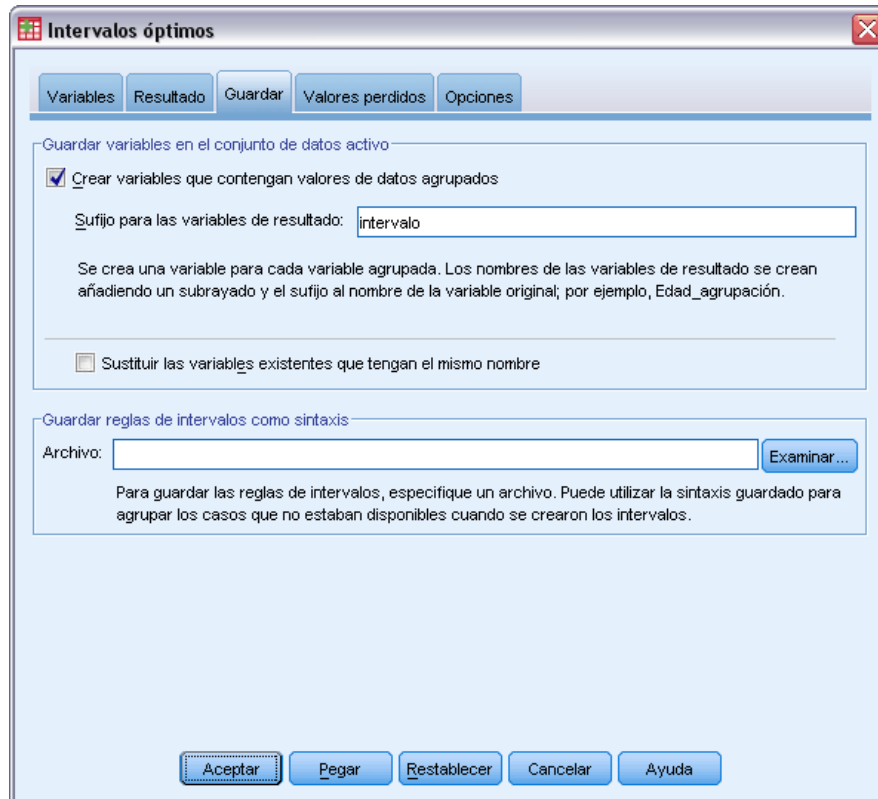 Intervalos óptimos
Variables Resultado Guardar Valores perdidos Opciones
Guardar variables en el conjunto de datos activo
Crear variables que contengan valores de datos agrupados
Sufijo para las variables de resultado: intervalo
Se crea una variable para cada variable agrupada. Los nombres de las variables de resultado se crean
añadiendo un subrayado y el sufijo al nombre de la variable original; por ejemplo, Edad_agrupación.
Sustituir las variables existentes que tengan el mismo nombre
Guardar reglas de intervalos como sintaxis
Archivo: Examinar...
Para guardar las reglas de intervalos, especifique un archivo. Puede utilizar la sintaxis guardado para
agrupar los casos que no estaban disponibles cuando se crearon los intervalos.
Aceptar Pegar Restablecer Cancelar Ayuda